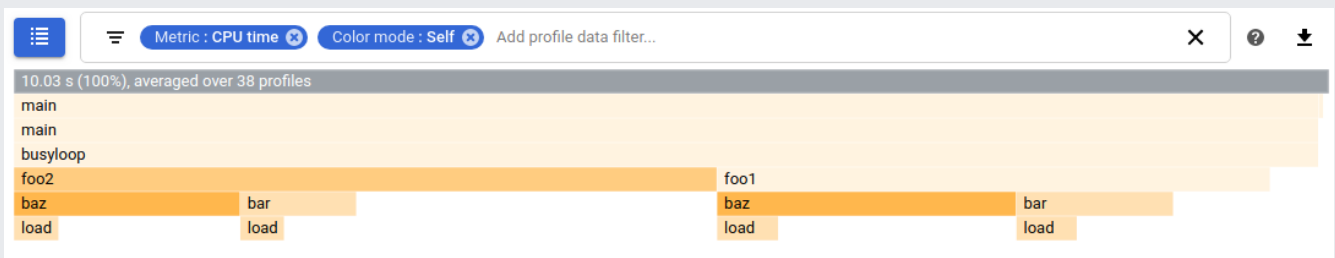 Metric : CPU time Color mode : Self Add profile data filter...
10.03 s (100%), averaged over 38 profiles
main
main
busyloop
foo2 foo1
baz bar baz bar
load load load load